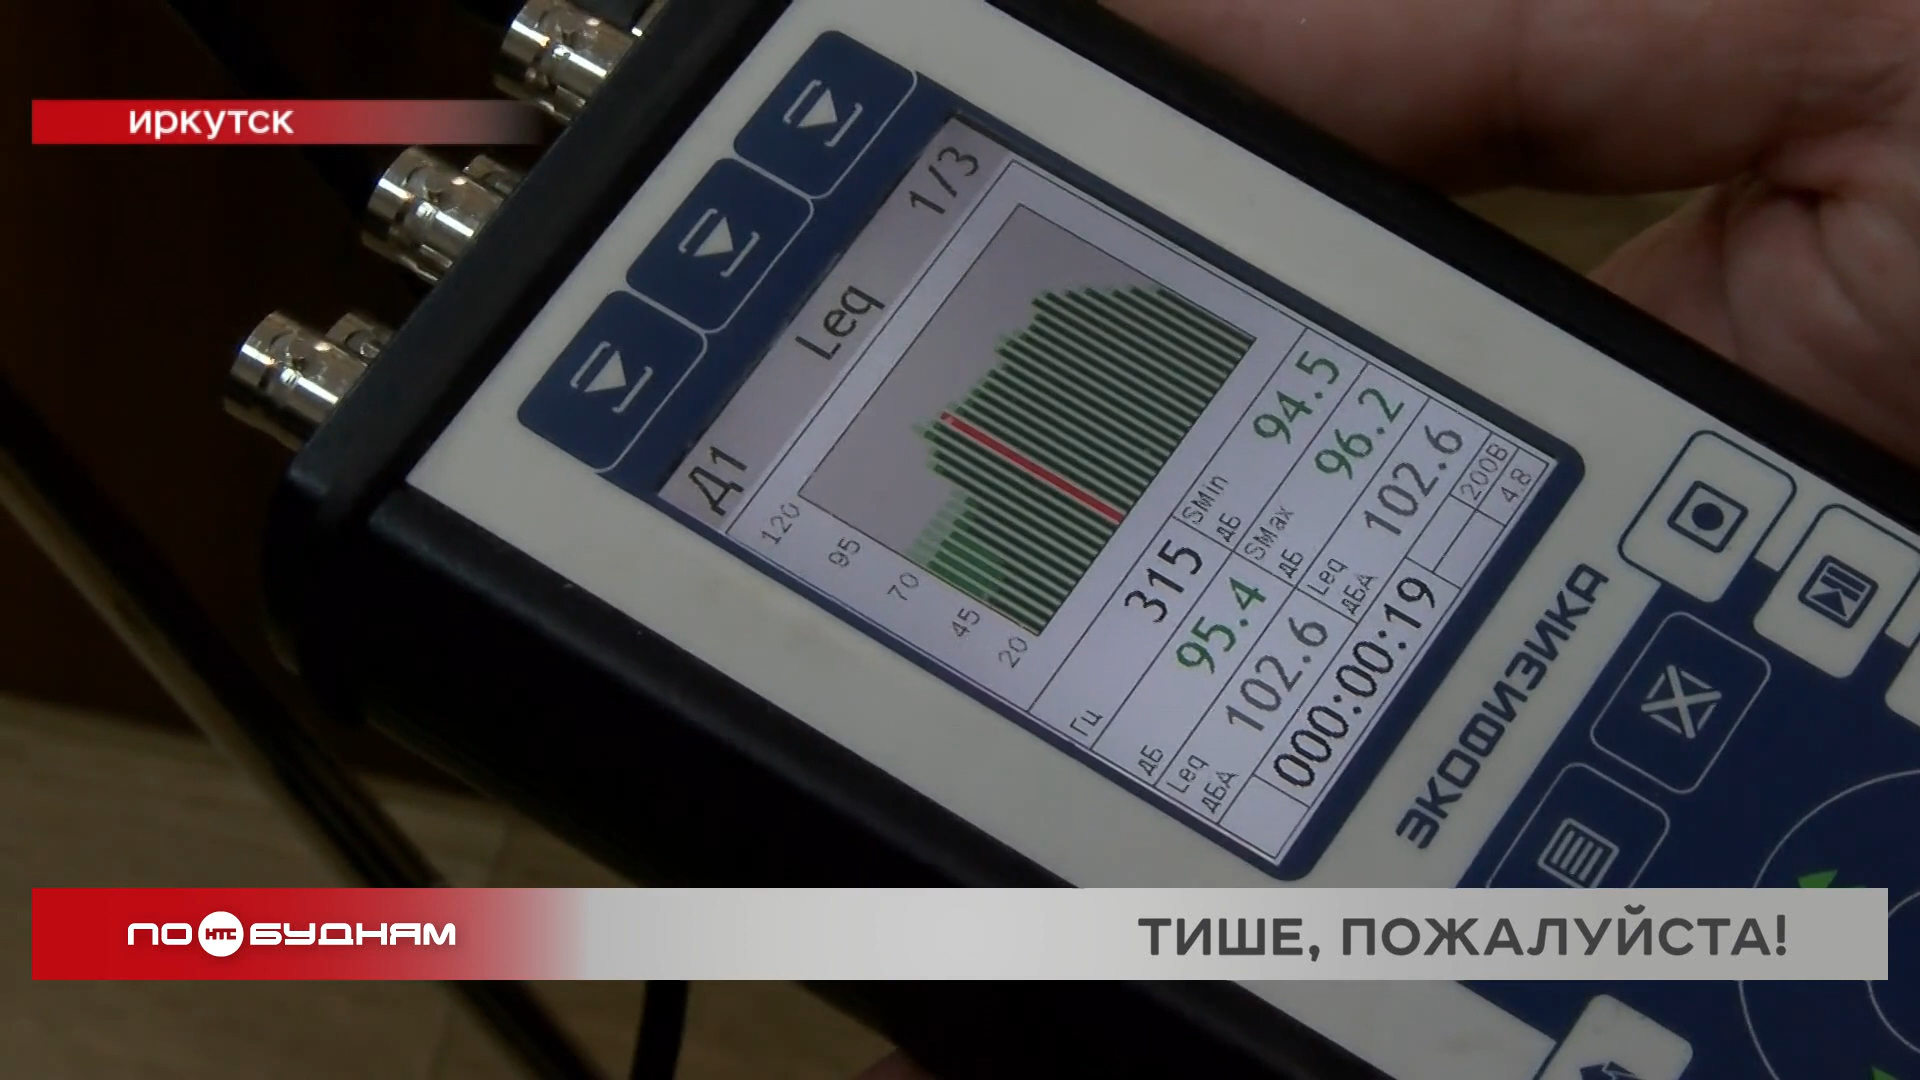 ИРКУТСК
Д1 Leq 1/3
120
95
70
45
20
Гц 315 SMin дБ 94.5
дБ 95.4 SMax дБ 96.2
Leq дБА 102.6 Leq дБА 102.6
000:00:19 200В 4.8
ЭКОФИЗИКА
ПО НТС БУДНЯМ
ТИШЕ, ПОЖАЛУЙСТА!